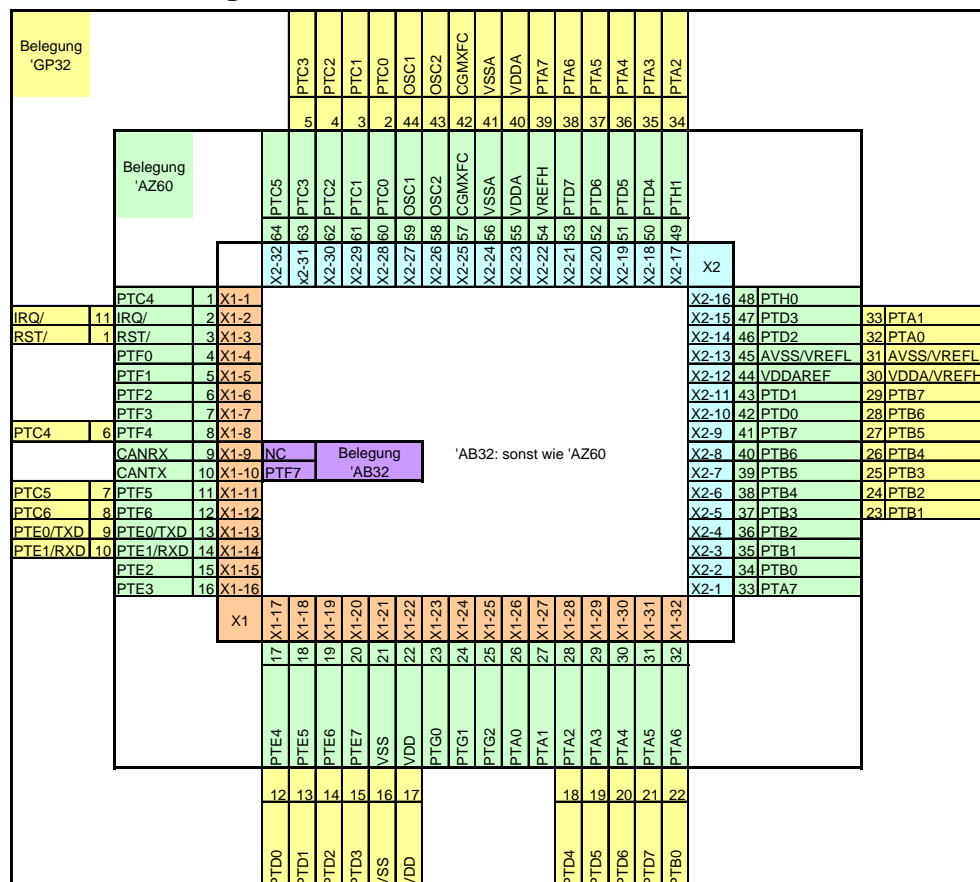 Belegung
'GP32
PTC3 PTC2 PTC1 PTC0 OSC1 OSC2 CGMXFC VSSA VDDA PTA7 PTA6 PTA5 PTA4 PTA3 PTA2
5 4 3 2 44 43 42 41 40 39 38 37 36 35 34
Belegung
'AZ60
PTC5 PTC3 PTC2 PTC1 PTC0 OSC1 OSC2 CGMXFC VSSA VDDA VREFH PTD7 PTD6 PTD5 PTD4 PTH1
64 63 62 61 60 59 58 57 56 55 54 53 52 51 50 49
X2-32 x2-31 X2-30 X2-29 X2-28 X2-27 X2-26 X2-25 X2-24 X2-23 X2-22 X2-21 X2-20 X2-19 X2-18 X2-17 X2
PTC4 1 X1-1 X2-16 48 PTH0
IRQ/ 11 IRQ/ 2 X1-2 X2-15 47 PTD3 33 PTA1
RST/ 1 RST/ 3 X1-3 X2-14 46 PTD2 32 PTA0
PTF0 4 X1-4 X2-13 45 AVSS/VREFL 31 AVSS/VREFL
PTF1 5 X1-5 X2-12 44 VDDAREF 30 VDDA/VREFH
PTF2 6 X1-6 X2-11 43 PTD1 29 PTB7
PTF3 7 X1-7 X2-10 42 PTD0 28 PTB6
PTC4 6 PTF4 8 X1-8 X2-9 41 PTB7 27 PTB5
CANRX 9 X1-9 NC Belegung 'AB32: sonst wie 'AZ60 X2-8 40 PTB6 26 PTB4
CANTX 10 X1-10 PTF7 'AB32 X2-7 39 PTB5 25 PTB3
PTC5 7 PTF5 11 X1-11 X2-6 38 PTB4 24 PTB2
PTC6 8 PTF6 12 X1-12 X2-5 37 PTB3 23 PTB1
PTE0/TXD 9 PTE0/TXD 13 X1-13 X2-4 36 PTB2
PTE1/RXD 10 PTE1/RXD 14 X1-14 X2-3 35 PTB1
PTE2 15 X1-15 X2-2 34 PTB0
PTE3 16 X1-16 X2-1 33 PTA7
X1 X1-17 X1-18 X1-19 X1-20 X1-21 X1-22 X1-23 X1-24 X1-25 X1-26 X1-27 X1-28 X1-29 X1-30 X1-31 X1-32
17 18 19 20 21 22 23 24 25 26 27 28 29 30 31 32
PTE4 PTE5 PTE6 PTE7 VSS VDD PTG0 PTG1 PTG2 PTA0 PTA1 PTA2 PTA3 PTA4 PTA5 PTA6
12 13 14 15 16 17 18 19 20 21 22
PTD0 PTD1 PTD2 PTD3 VSS VDD PTD4 PTD5 PTD6 PTD7 PTB0